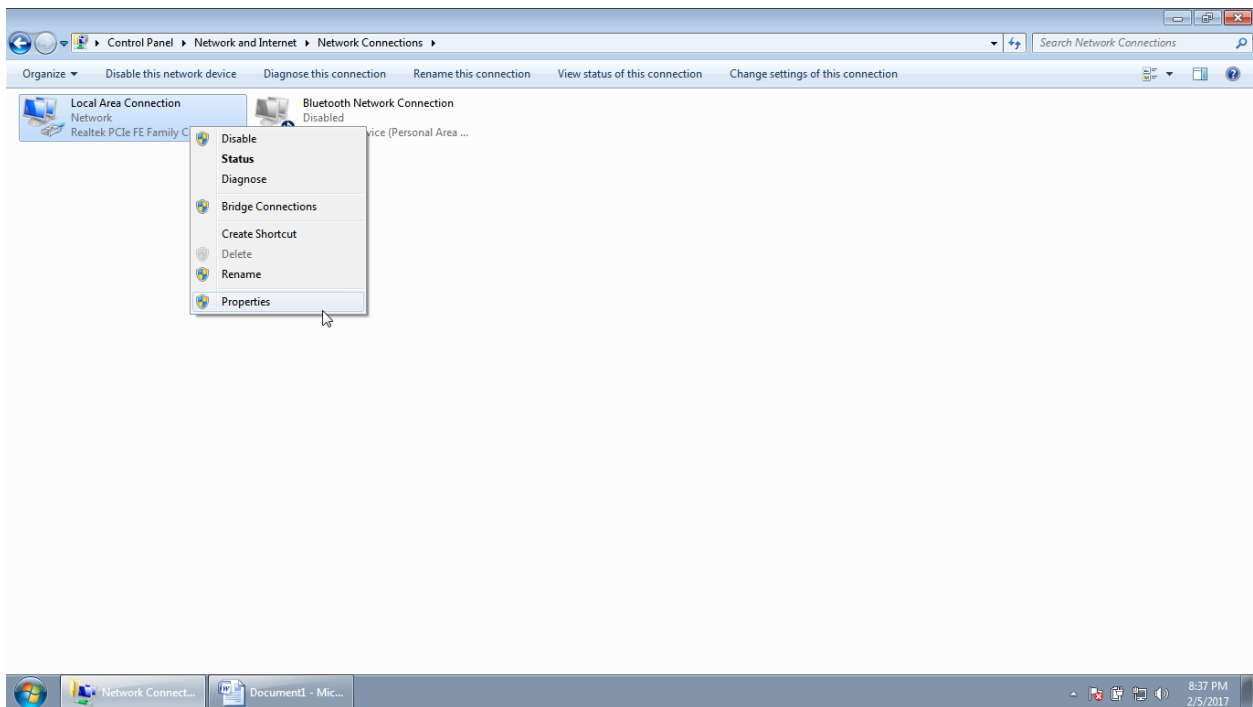 Control Panel Network and Internet Network Connections
Search Network Connections
Organize Disable this network device Diagnose this connection Rename this connection View status of this connection Change settings of this connection
Local Area Connection
Network
Realtek PCIe FE Family C
Bluetooth Network Connection
Disabled
vice (Personal Area ...
Disable
Status
Diagnose
Bridge Connections
Create Shortcut
Delete
Rename
Properties
Network Connect...
Document1 - Mic...
8:37 PM
2/5/2017